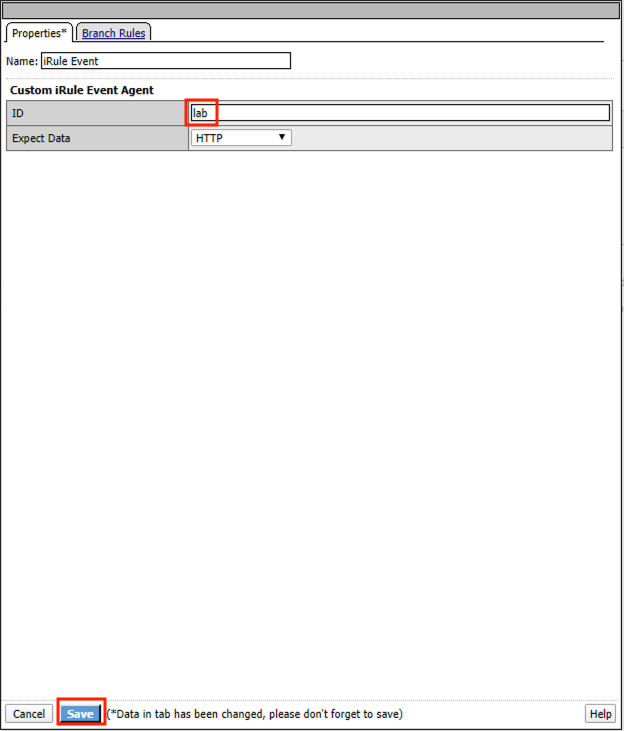 Properties* Branch Rules
Name: iRule Event
Custom iRule Event Agent
ID lab
Expect Data HTTP
Cancel Save (*Data in tab has been changed, please don't forget to save) Help